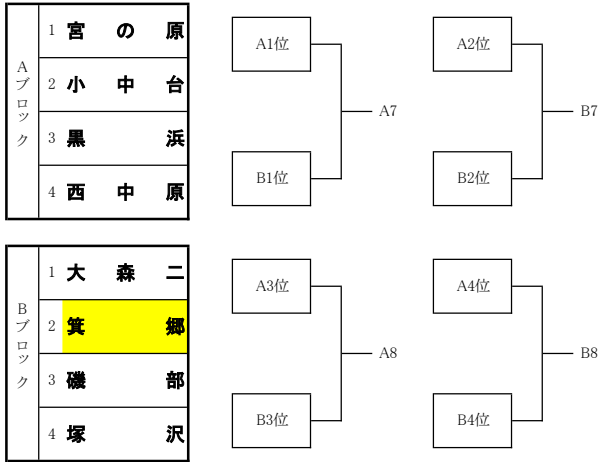 Aブロック
1 宮の原
2 小中台
3 黒浜
4 西中原
A1位
A7
B1位
A2位
B7
B2位
Bブロック
1 大森二
2 箕郷
3 磯部
4 塚沢
A3位
A8
B3位
A4位
B8
B4位